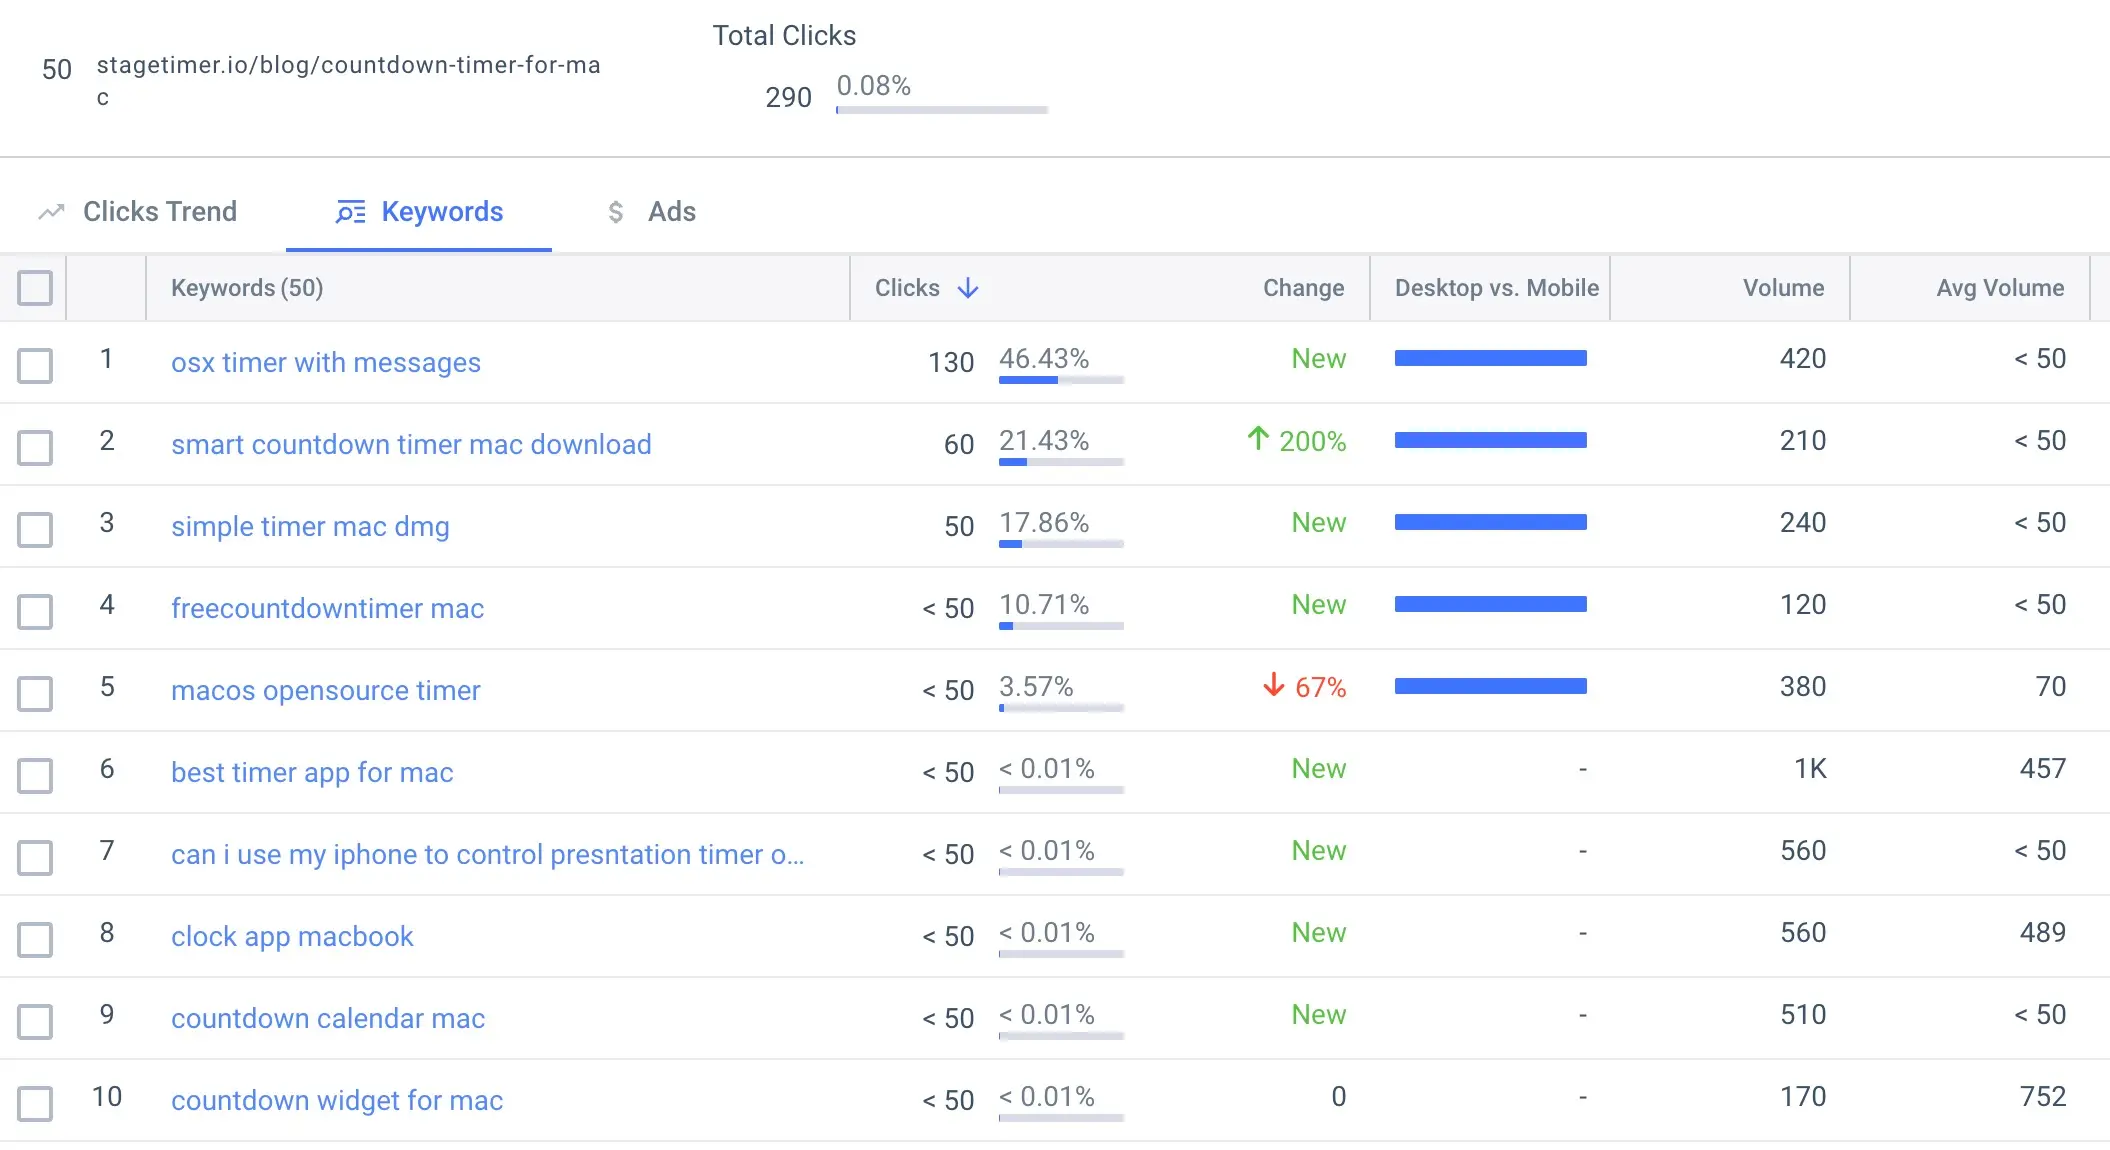 Total Clicks
50 stagetimer.io/blog/countdown-timer-for-ma
c
290 0.08%
Clicks Trend Keywords $ Ads
Keywords (50) Clicks Change Desktop vs. Mobile Volume Avg Volume
1 osx timer with messages 130 46.43% New 420 < 50
2 smart countdown timer mac download 60 21.43% 200% 210 < 50
3 simple timer mac dmg 50 17.86% New 240 < 50
4 freecountdowntimer mac < 50 10.71% New 120 < 50
5 macos opensource timer < 50 3.57% 67% 380 70
6 best timer app for mac < 50 < 0.01% New - 1K 457
7 can i use my iphone to control presntation timer o... < 50 < 0.01% New - 560 < 50
8 clock app macbook < 50 < 0.01% New - 560 489
9 countdown calendar mac < 50 < 0.01% New - 510 < 50
10 countdown widget for mac < 50 < 0.01% 0 - 170 752